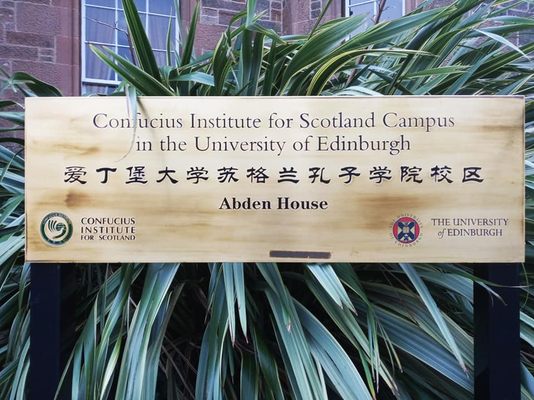 Confucius Institute for Scotland Campus
in the University of Edinburgh
爱丁堡大学苏格兰孔子学院校区
Abden House
CONFUCIUS
INSTITUTE
FOR SCOTLAND
THE UNIVERSITY
of EDINBURGH